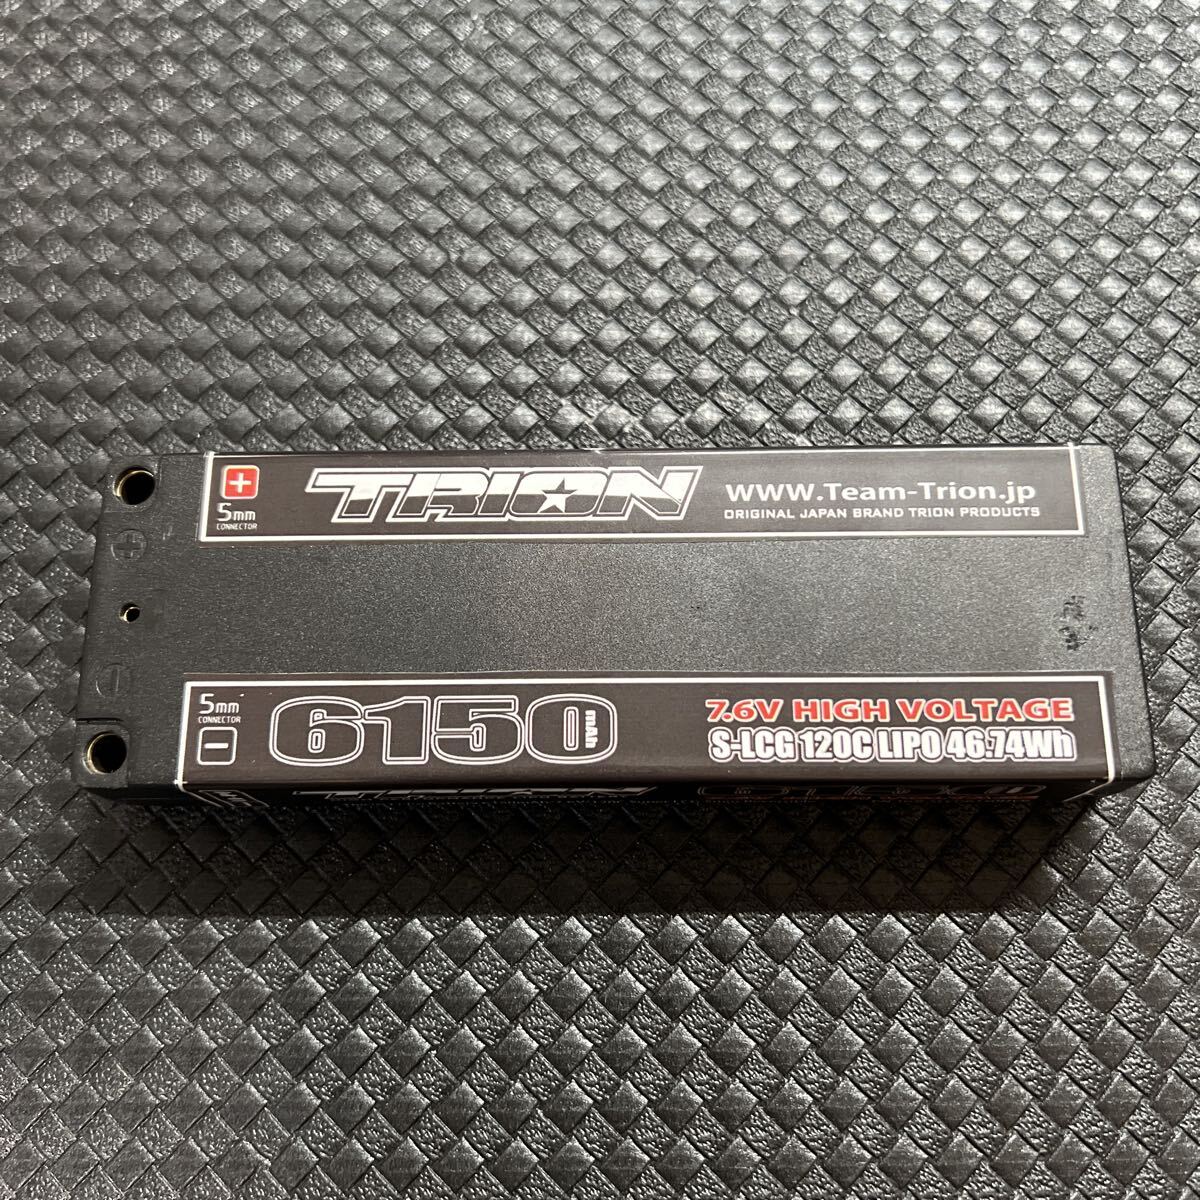 +
5mm
CONNECTOR
TRION
WWW.Team-Trion.jp
ORIGINAL JAPAN BRAND TRION PRODUCTS
+
−
5mm
CONNECTOR
−
6150
mAh
7.6V HIGH VOLTAGE
S-LCG 120C LIPO 46.74Wh
TRION